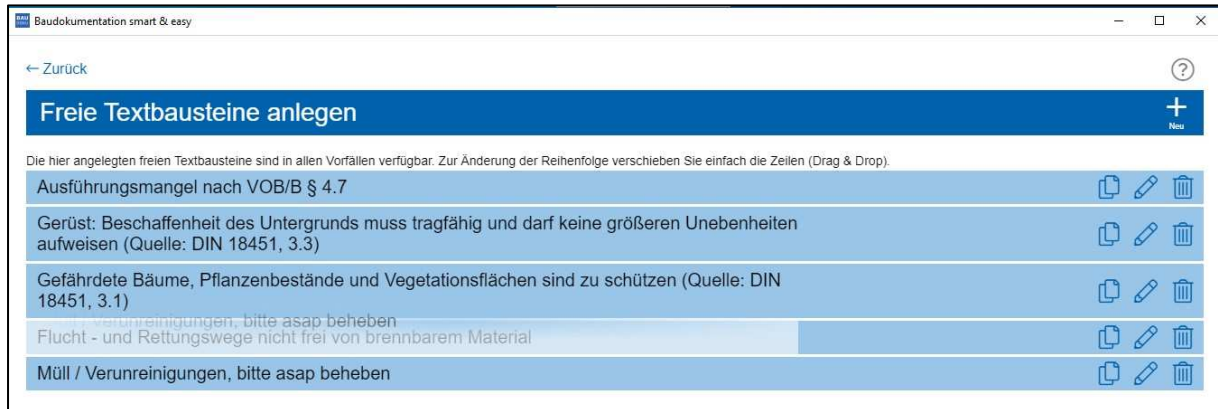 BAU
Baudokumentation smart & easy
← Zurück
?
Freie Textbausteine anlegen
Neu
Die hier angelegten freien Textbausteine sind in allen Vorfällen verfügbar. Zur Änderung der Reihenfolge verschieben Sie einfach die Zeilen (Drag & Drop).
Ausführungsmangel nach VOB/B § 4.7
Gerüst: Beschaffenheit des Untergrunds muss tragfähig und darf keine größeren Unebenheiten
aufweisen (Quelle: DIN 18451, 3.3)
Gefährdete Bäume, Pflanzenbestände und Vegetationsflächen sind zu schützen (Quelle: DIN
18451, 3.1)
Verunreinigungen, bitte asap beheben
Flucht - und Rettungswege nicht frei von brennbarem Material
Müll / Verunreinigungen, bitte asap beheben